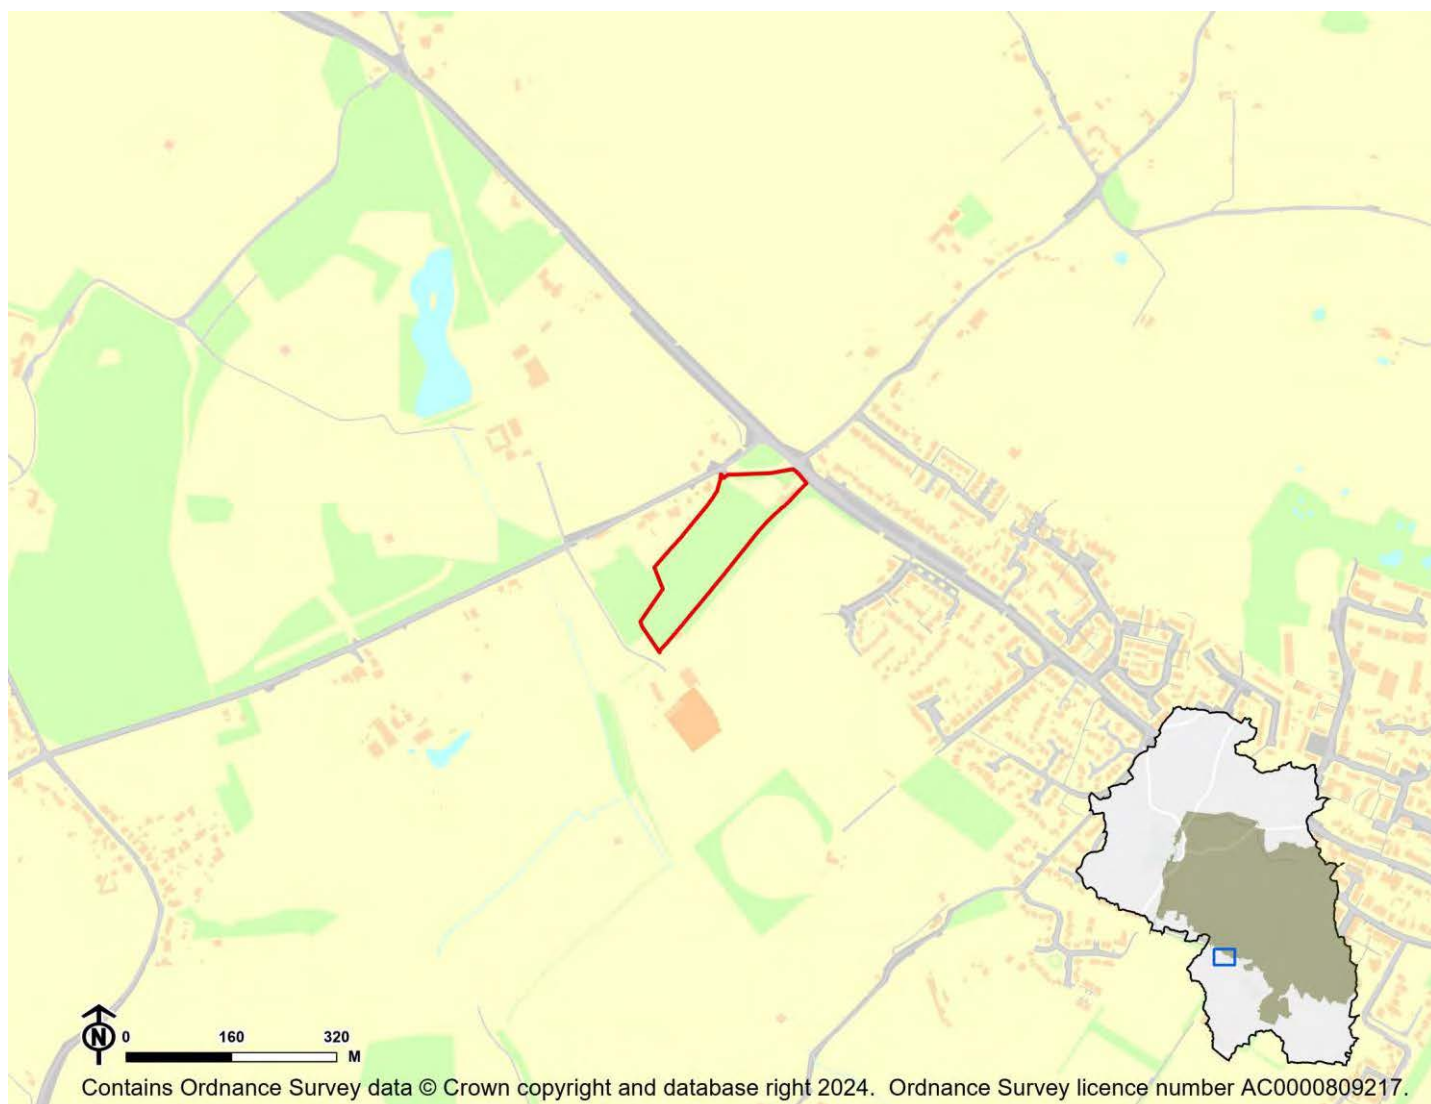 N
0 160 320
M
Contains Ordnance Survey data © Crown copyright and database right 2024. Ordnance Survey licence number AC0000809217.